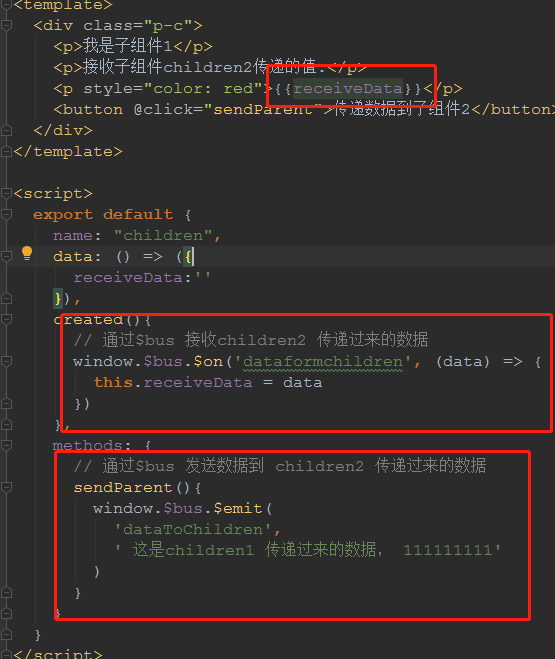 <template>
<div class="p-c">
<p>我是子组件1</p>
<p>接收子组件children2传递的值:</p>
<p style="color: red">{{receiveData}}</p>
<button @click="sendParent">传递数据到子组件2</button>
</div>
</template>
<script>
export default {
name: "children",
data: () => ({
receiveData:''
}),
created(){
// 通过$bus 接收children2 传递过来的数据
window.$bus.$on('dataformchildren', (data) => {
this.receiveData = data
})
},
methods: {
// 通过$bus 发送数据到 children2 传递过来的数据
sendParent(){
window.$bus.$emit(
'dataToChildren',
' 这是children1 传递过来的数据， 111111111'
)
}
}
}
</script>